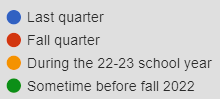 Last quarter
Fall quarter
During the 22-23 school year
Sometime before fall 2022